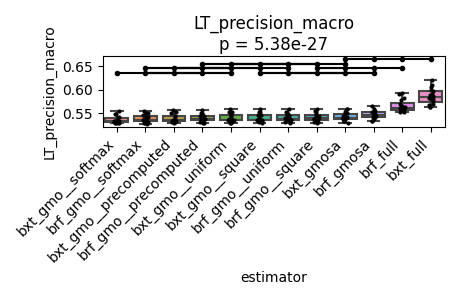 LT_precision_macro
p = 5.38e-27
LT_precision_macro
0.65
0.60
0.55
bxt_gmo__softmax
brf_gmo__softmax
bxt_gmo__precomputed
brf_gmo__precomputed
bxt_gmo__uniform
bxt_gmo__square
brf_gmo__uniform
brf_gmo__square
bxt_gmosa
brf_gmosa
brf_full
bxt_full
estimator